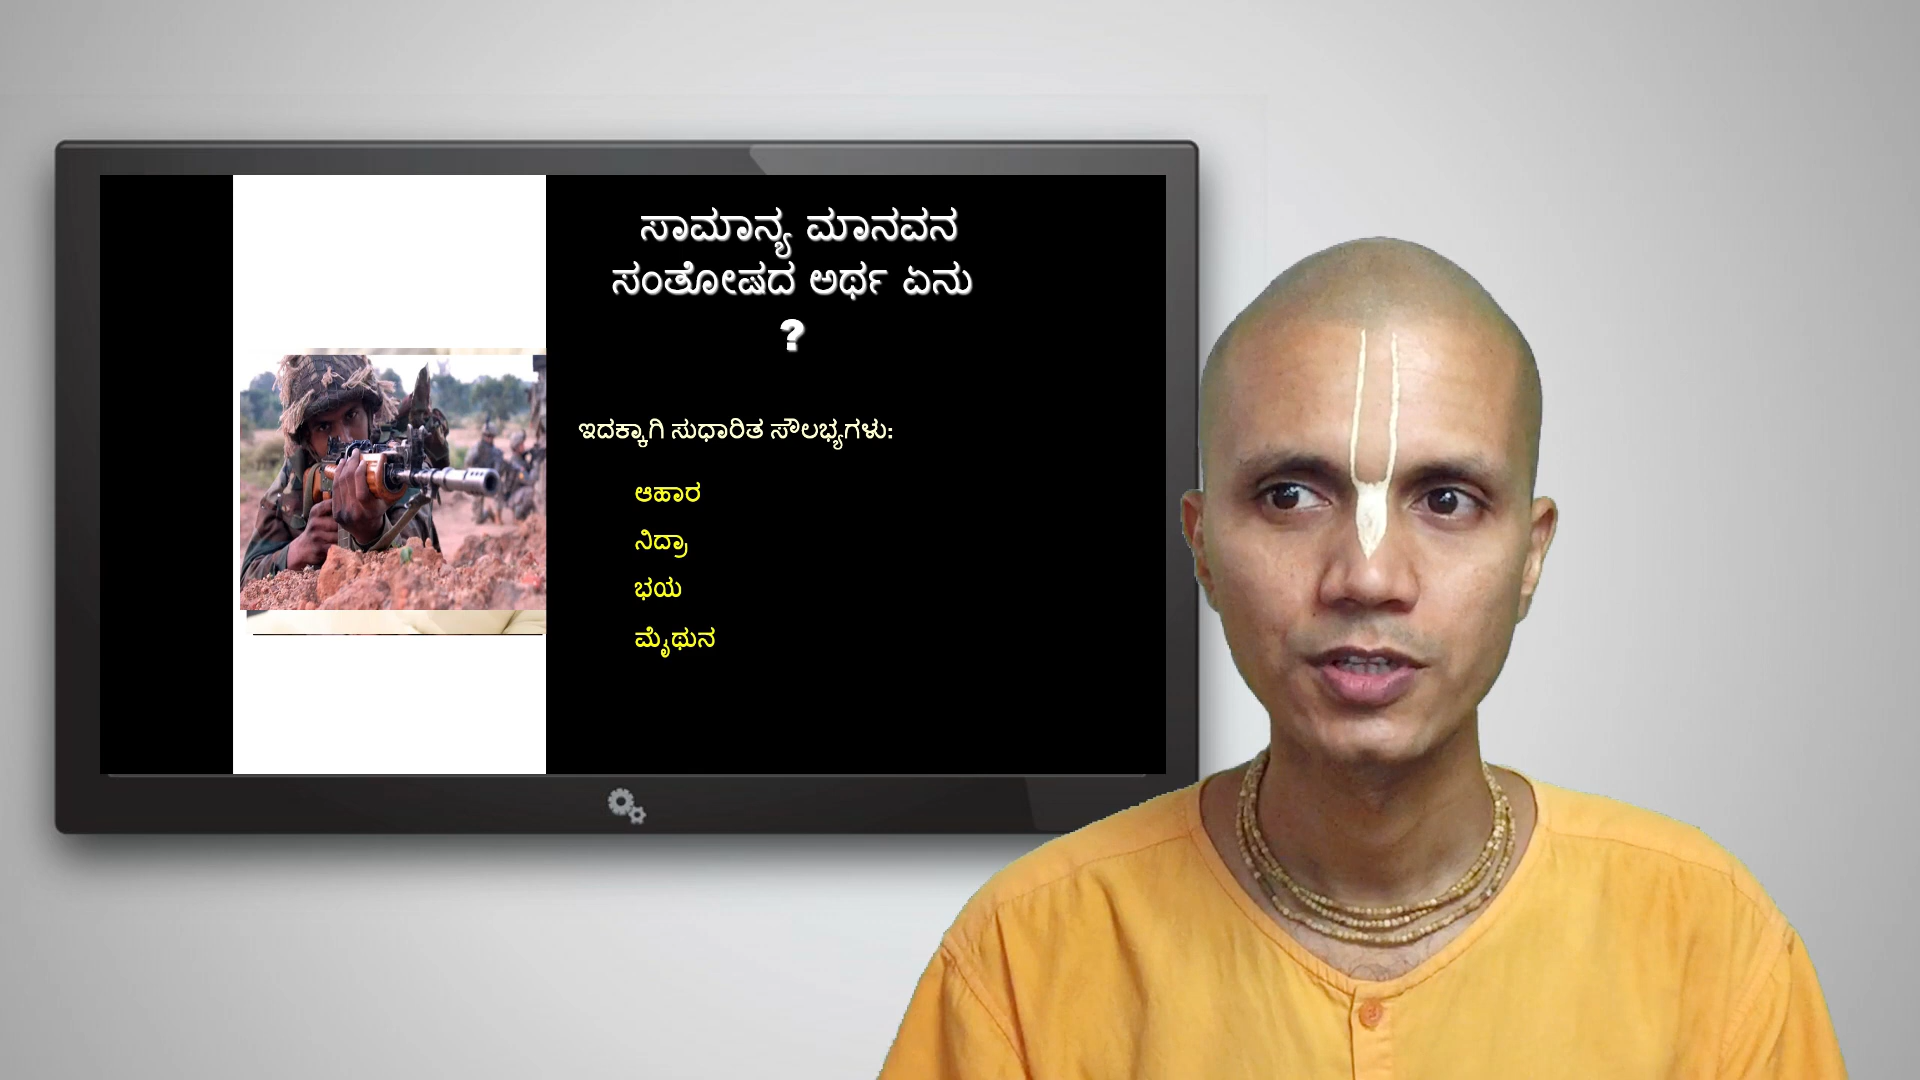 ಸಾಮಾನ್ಯ ಮಾನವನ
ಸಂತೋಷದ ಅರ್ಥ ಏನು
?
ಇದಕ್ಕಾಗಿ ಸುಧಾರಿತ ಸೌಲಭ್ಯಗಳು:
ಆಹಾರ
ನಿದ್ರಾ
ಭಯ
ಮೈಥುನ